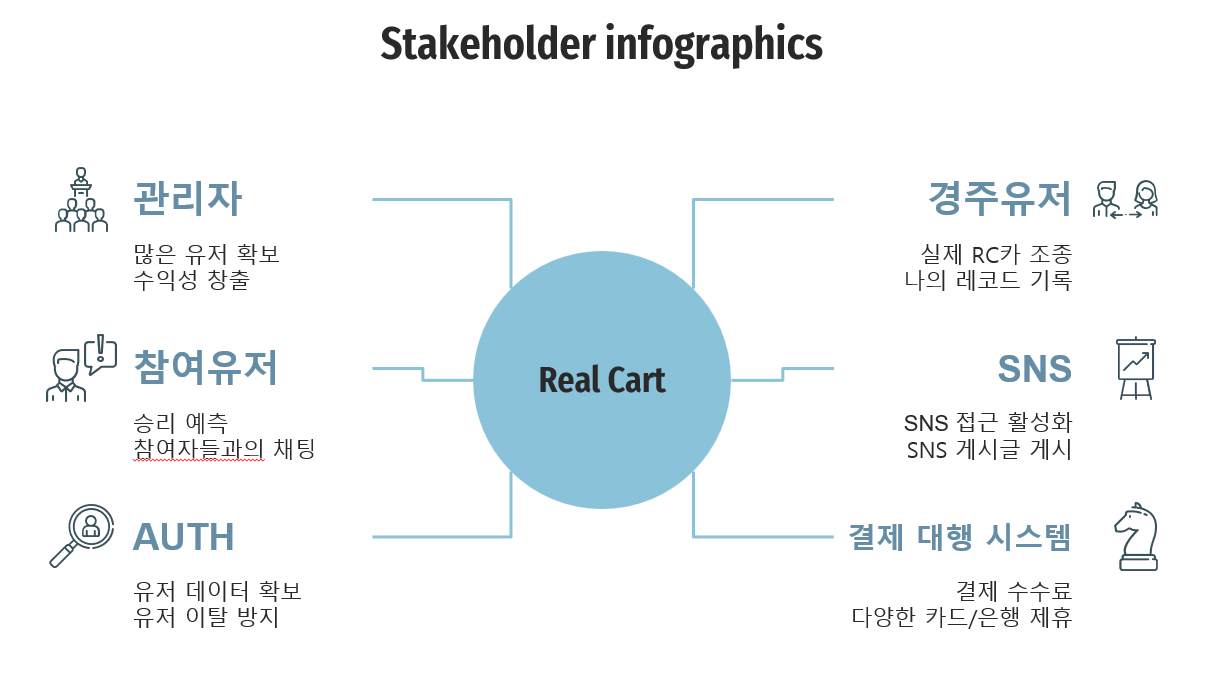 Stakeholder infographics
관리자
많은 유저 확보
수익성 창출
참여유저
승리 예측
참여자들과의 채팅
AUTH
유저 데이터 확보
유저 이탈 방지
Real Cart
경주유저
실제 RC카 조종
나의 레코드 기록
SNS
SNS 접근 활성화
SNS 게시글 게시
결제 대행 시스템
결제 수수료
다양한 카드/은행 제휴